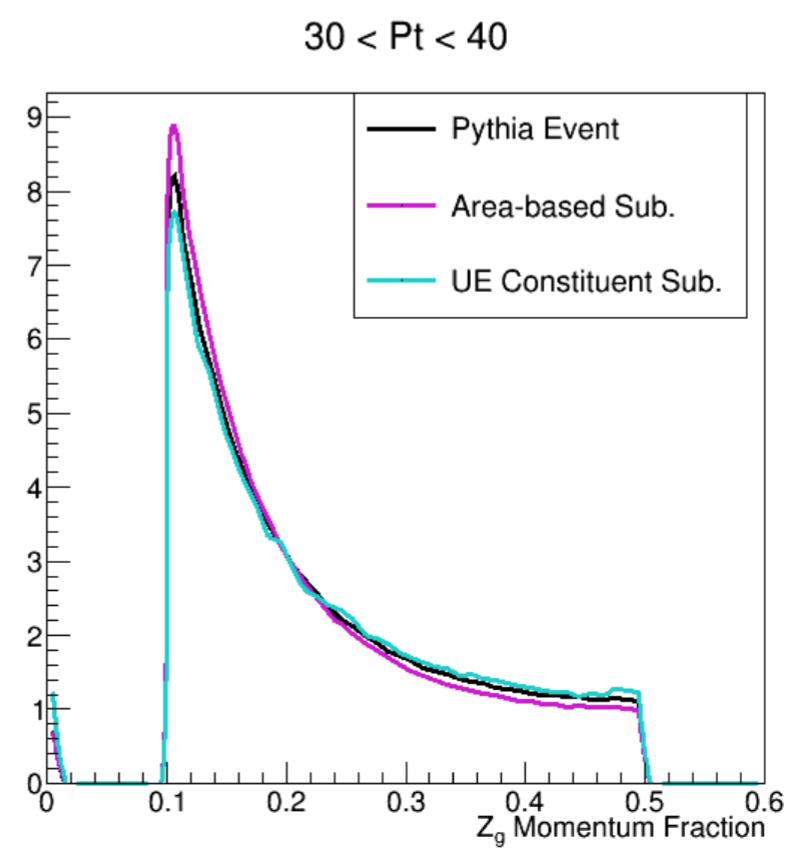 30 < Pt < 40
Pythia Event
Area-based Sub.
UE Constituent Sub.
9
8
7
6
5
4
3
2
1
0
0 0.1 0.2 0.3 0.4 0.5 0.6
Zg Momentum Fraction